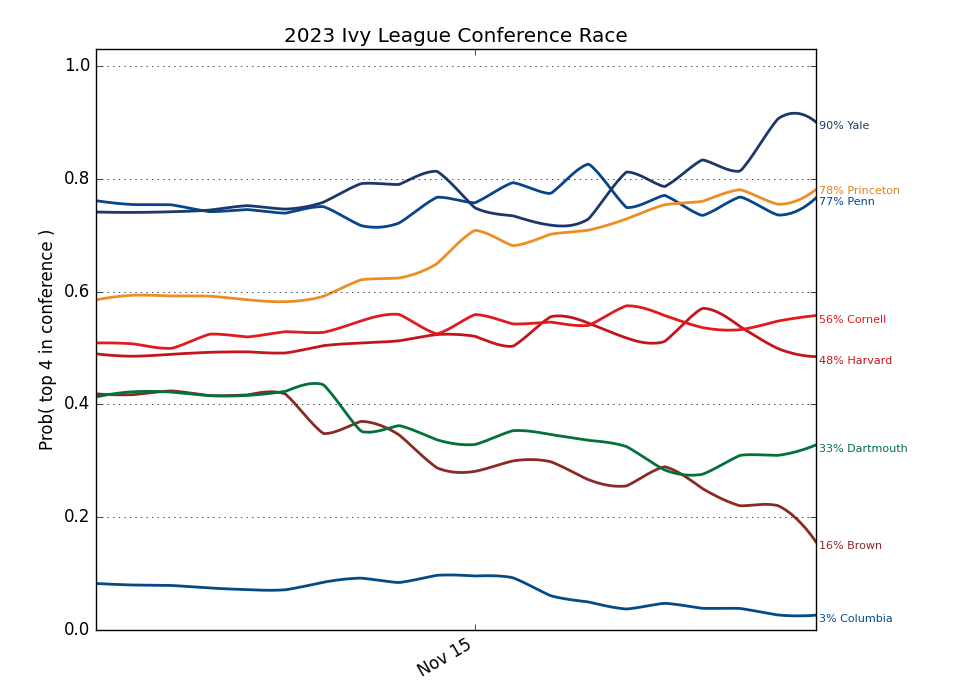 2023 Ivy League Conference Race
1.0
0.8
0.6
0.4
0.2
0.0
Prob( top 4 in conference )
Nov 15
90% Yale
78% Princeton
77% Penn
56% Cornell
48% Harvard
33% Dartmouth
16% Brown
3% Columbia